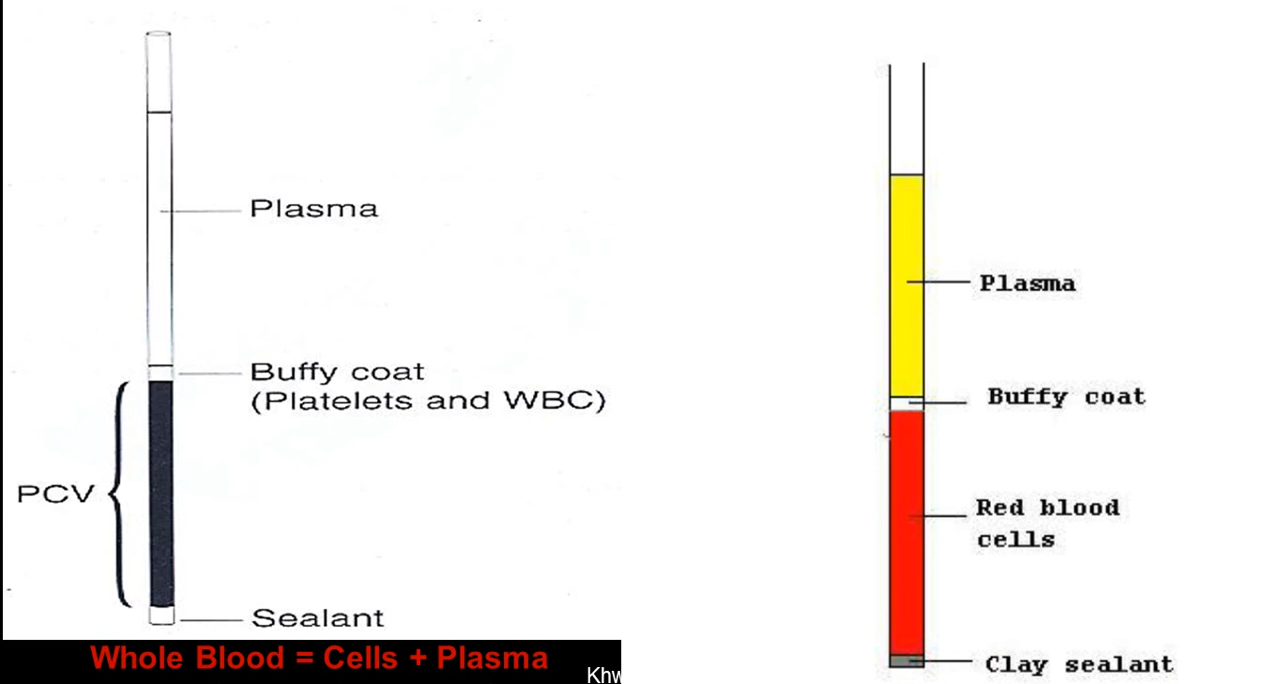 Plasma
Buffy coat
(Platelets and WBC)
PCV
Sealant
Whole Blood = Cells + Plasma
Plasma
Buffy coat
Red blood
cells
Clay sealant